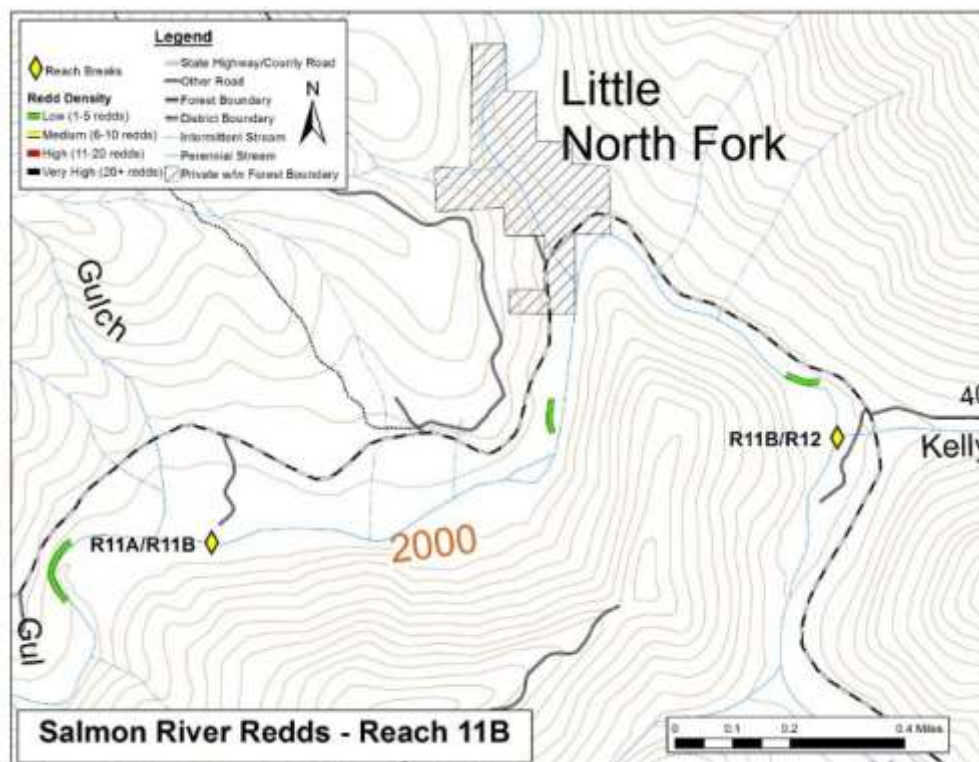 Legend
Reach Breaks
Redd Density
Low (1-5 redds)
Medium (6-10 redds)
High (11-20 redds)
Very High (20+ redds)
State Highway/County Road
Other Road
Forest Boundary
District Boundary
Intermittent Stream
Perennial Stream
Private w/in Forest Boundary
N
Little
North Fork
Gulch
40
R11B/R12
Kelly
R11A/R11B
2000
Gul
Salmon River Redds - Reach 11B
0 0.1 0.2 0.4 Miles